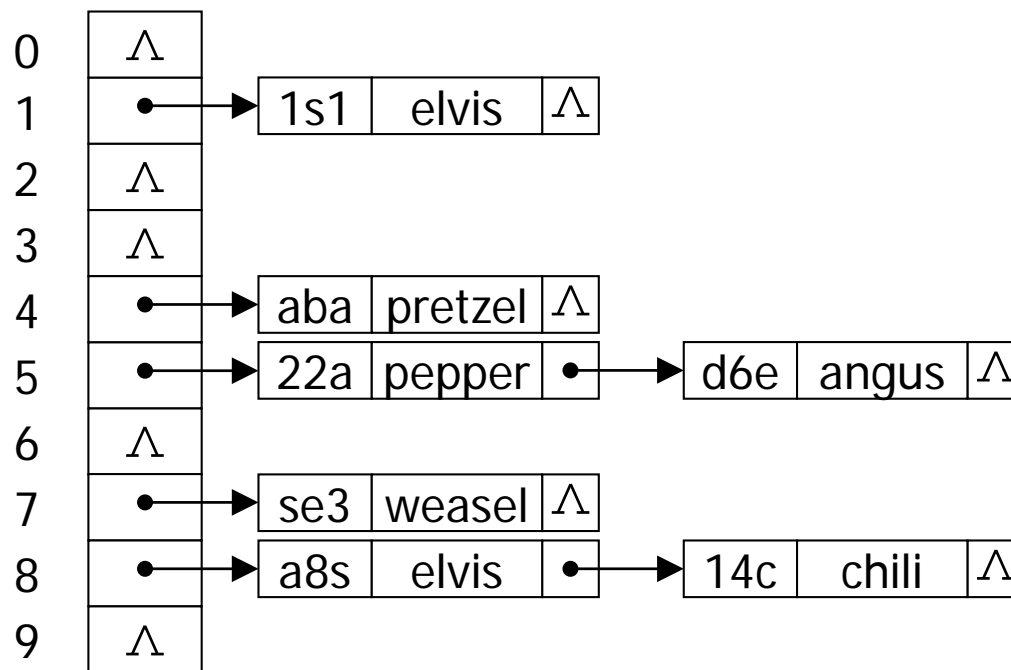 0 Λ
1 1s1 elvis Λ
2 Λ
3 Λ
4 aba pretzel Λ
5 22a pepper d6e angus Λ
6 Λ
7 se3 weasel Λ
8 a8s elvis 14c chili Λ
9 Λ